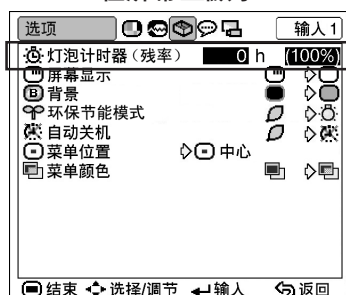 选项 输入1
灯泡计时器（残率） 0 h (100%)
屏幕显示
B 背景
环保节能模式
自动关机
菜单位置 中心
菜单颜色
结束 选择/调节 输入 返回